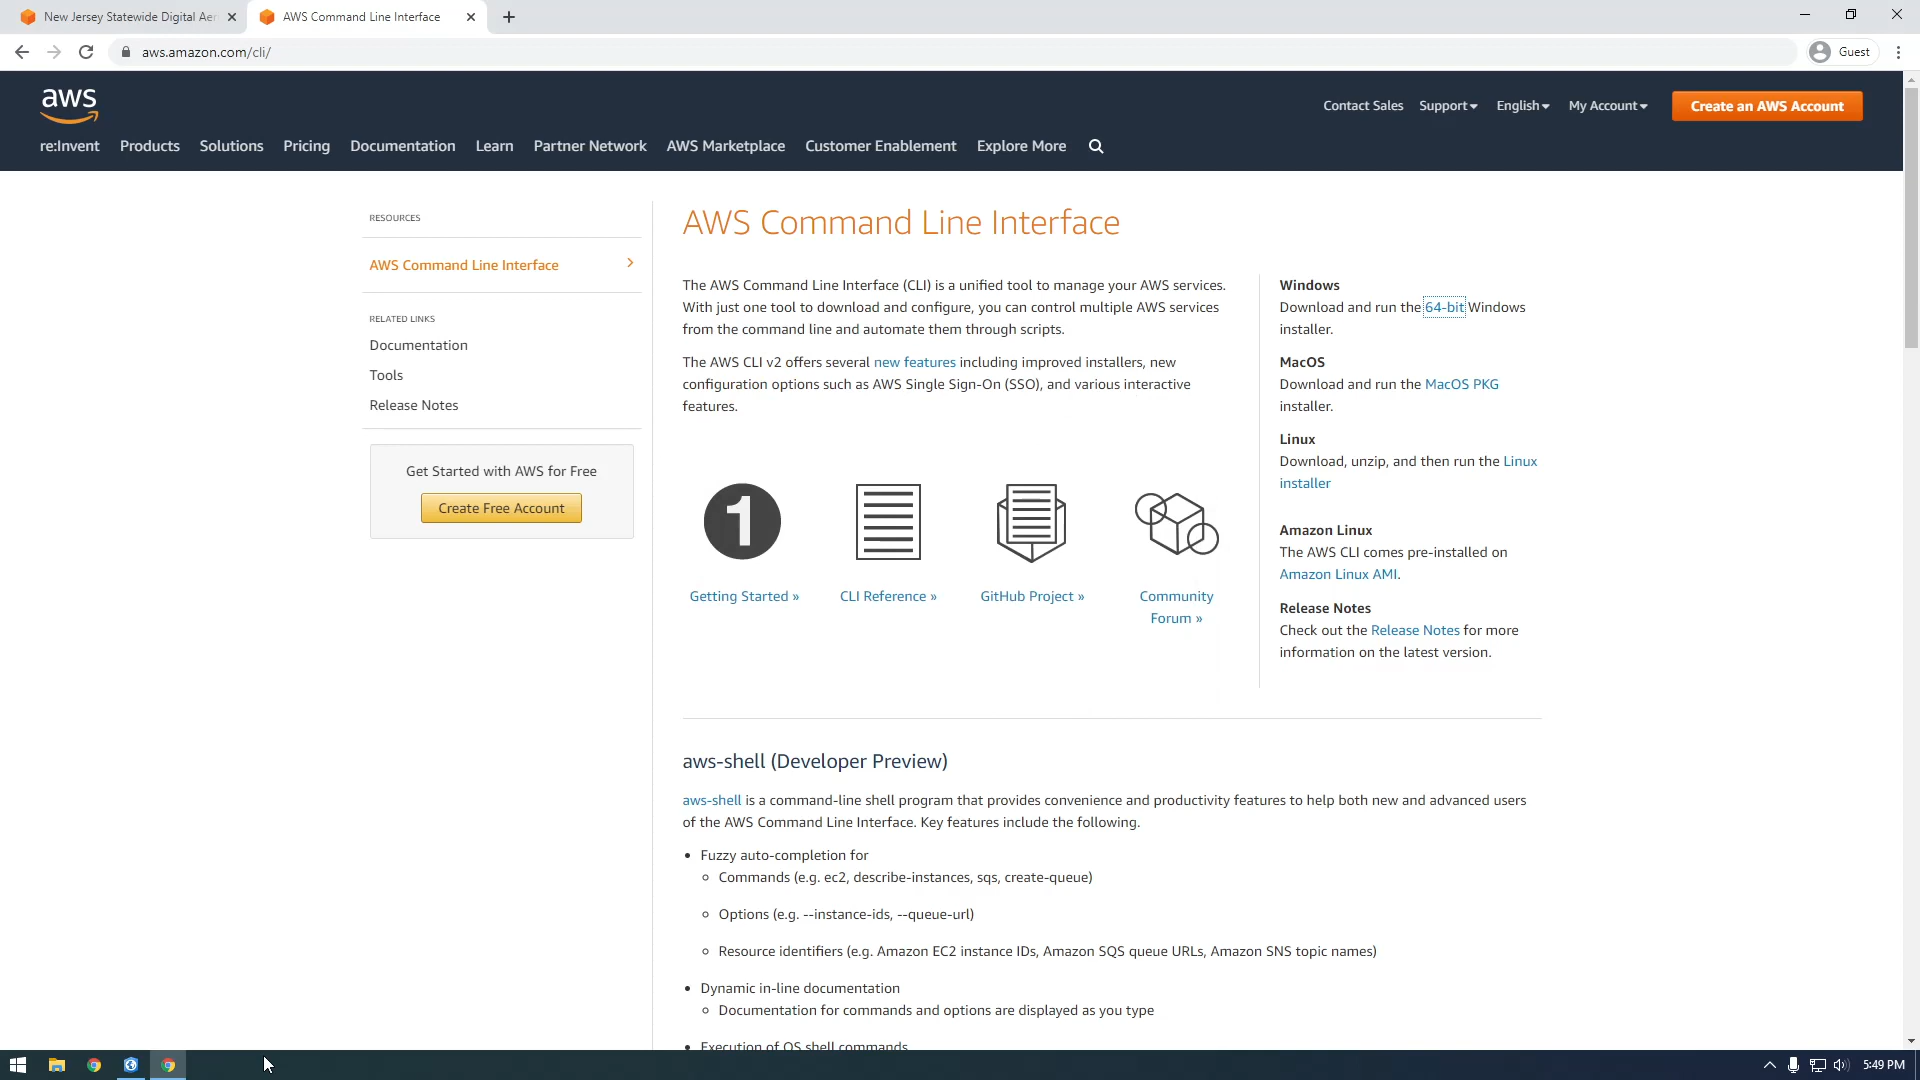 New Jersey Statewide Digital Aer
AWS Command Line Interface
aws.amazon.com/cli/
Guest
aws
Contact Sales
Support
English
My Account
Create an AWS Account
re:Invent
Products
Solutions
Pricing
Documentation
Learn
Partner Network
AWS Marketplace
Customer Enablement
Explore More
RESOURCES
AWS Command Line Interface
RELATED LINKS
Documentation
Tools
Release Notes
Get Started with AWS for Free
Create Free Account
AWS Command Line Interface
The AWS Command Line Interface (CLI) is a unified tool to manage your AWS services.
With just one tool to download and configure, you can control multiple AWS services
from the command line and automate them through scripts.
The AWS CLI v2 offers several new features including improved installers, new
configuration options such as AWS Single Sign-On (SSO), and various interactive
features.
1
Getting Started »
CLI Reference »
GitHub Project »
Community
Forum »
Windows
Download and run the 64-bit Windows
installer.
MacOS
Download and run the MacOS PKG
installer.
Linux
Download, unzip, and then run the Linux
installer
Amazon Linux
The AWS CLI comes pre-installed on
Amazon Linux AMI.
Release Notes
Check out the Release Notes for more
information on the latest version.
aws-shell (Developer Preview)
aws-shell is a command-line shell program that provides convenience and productivity features to help both new and advanced users
of the AWS Command Line Interface. Key features include the following.
• Fuzzy auto-completion for
○ Commands (e.g. ec2, describe-instances, sqs, create-queue)
○ Options (e.g. --instance-ids, --queue-url)
○ Resource identifiers (e.g. Amazon EC2 instance IDs, Amazon SQS queue URLs, Amazon SNS topic names)
• Dynamic in-line documentation
○ Documentation for commands and options are displayed as you type
• Execution of OS shell commands
5:49 PM